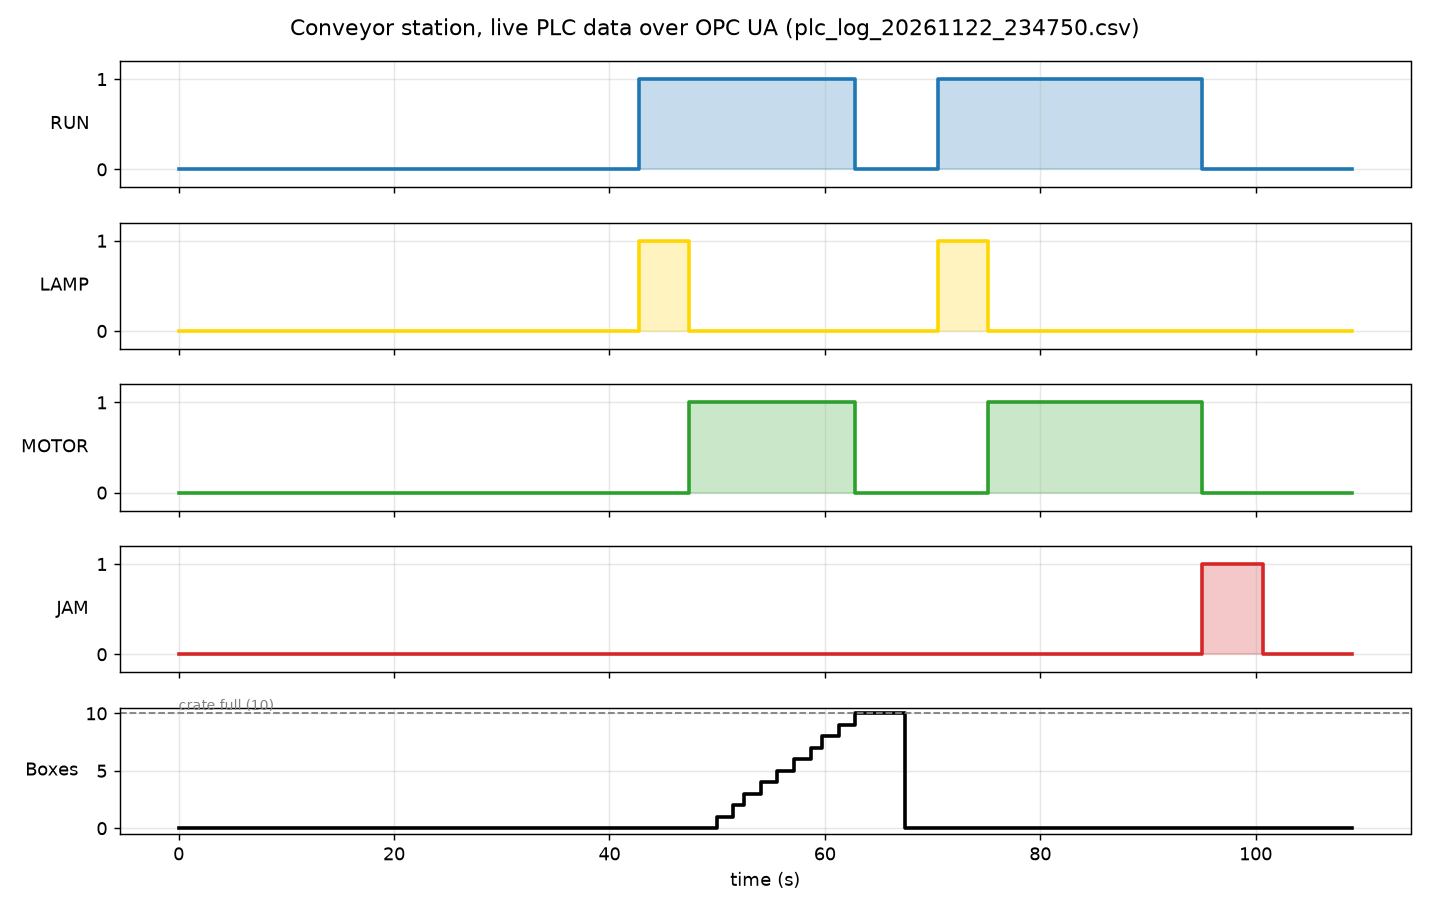 Conveyor station, live PLC data over OPC UA (plc_log_20261122_234750.csv)
1
RUN
0
1
LAMP
0
1
MOTOR
0
1
JAM
0
crate full (10)
10
Boxes 5
0
0 20 40 60 80 100
time (s)